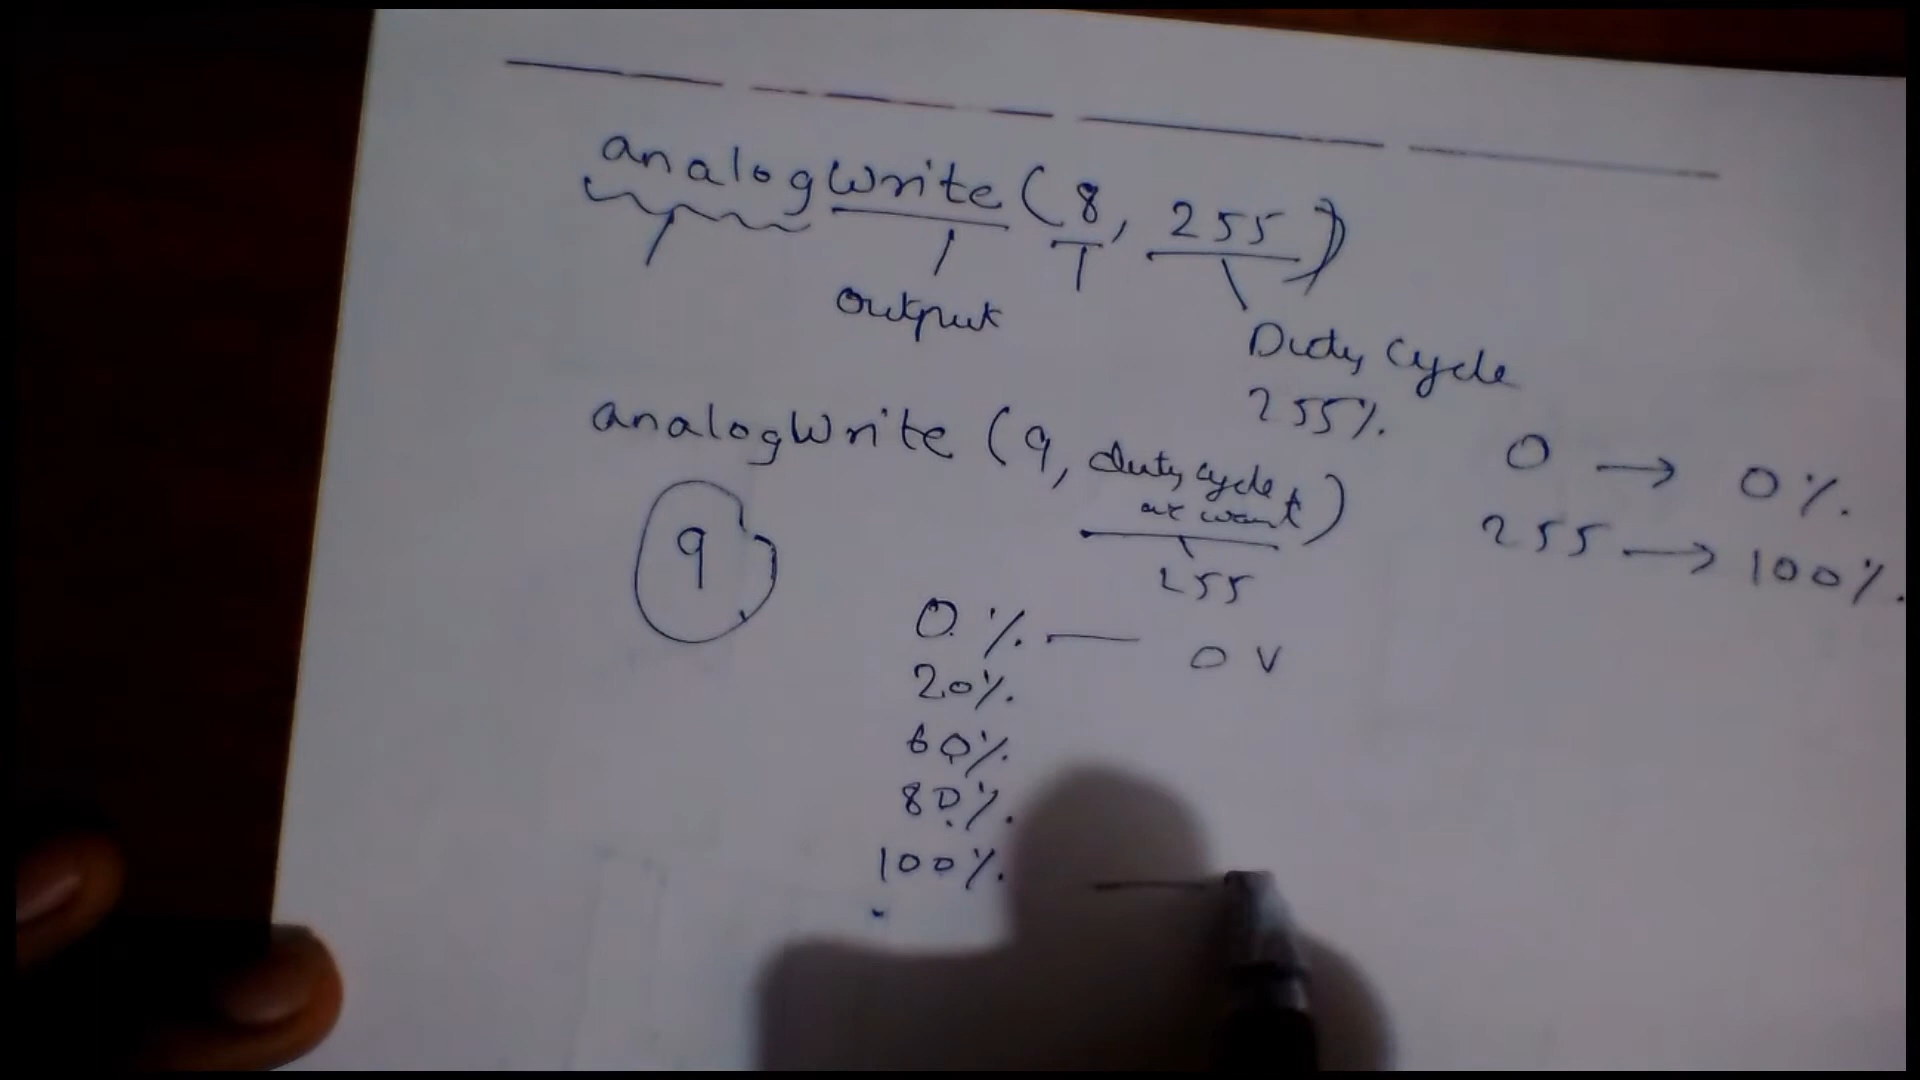 analogWrite (8, 255)
output
Duty Cycle
255%.
analogWrite (9, duty cycle
we want)
255
0 → 0%.
255 → 100%.
9
0%. — 0 V
20%.
60%.
80%.
100%. —